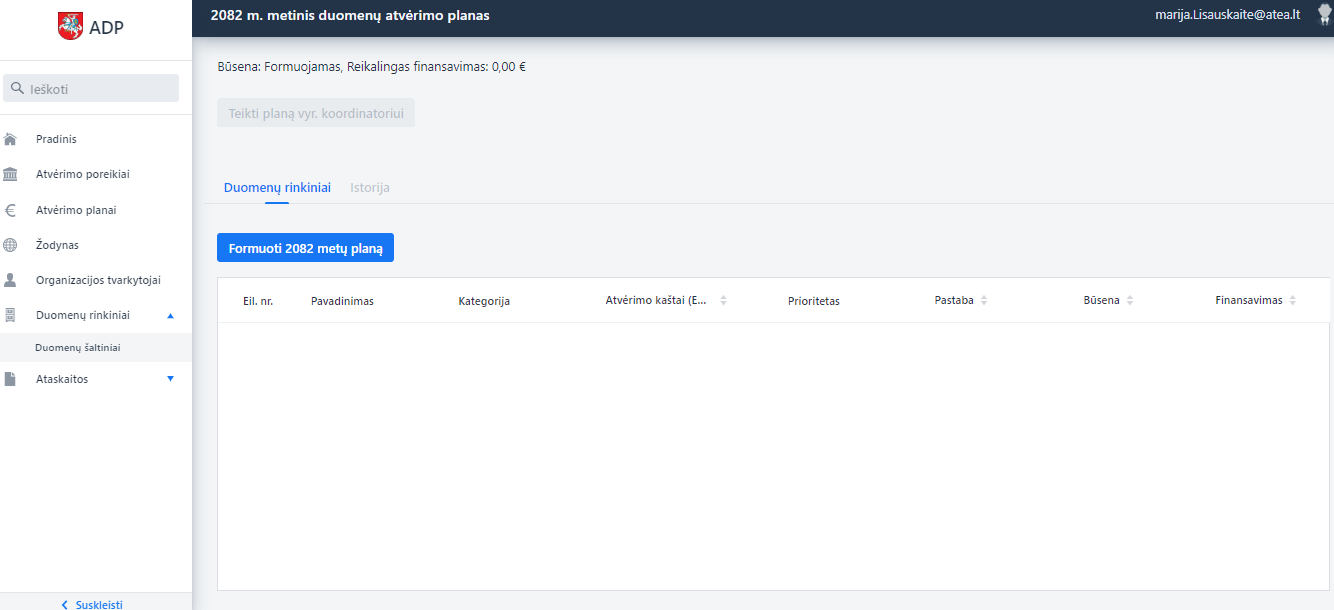 ADP
2082 m. metinis duomenų atvėrimo planas
marija.Lisauskaite@atea.lt
Ieškoti
Pradinis
Atvėrimo poreikiai
Atvėrimo planai
Žodynas
Organizacijos tvarkytojai
Duomenų rinkiniai
Duomenų šaltiniai
Ataskaitos
Suskleisti
Būsena: Formuojamas, Reikalingas finansavimas: 0,00 €
Teikti planą vyr. koordinatoriui
Duomenų rinkiniai Istorija
Formuoti 2082 metų planą
Eil. nr. Pavadinimas Kategorija Atvėrimo kaštai (E... Prioritetas Pastaba Būsena Finansavimas